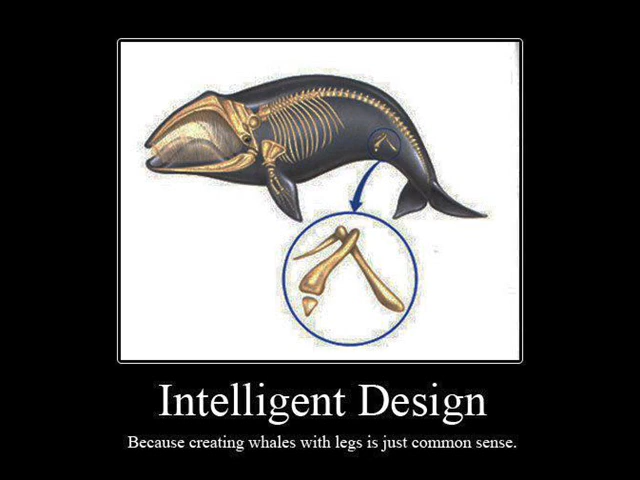 Intelligent Design
Because creating whales with legs is just common sense.